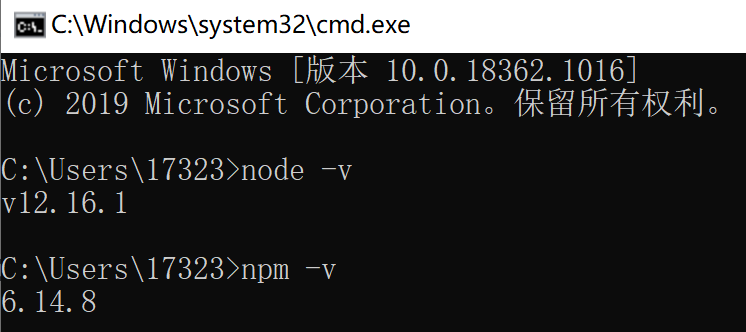 C:\Windows\system32\cmd.exe
Microsoft Windows [版本 10.0.18362.1016]
(c) 2019 Microsoft Corporation。保留所有权利。
C:\Users\17323>node -v
v12.16.1
C:\Users\17323>npm -v
6.14.8